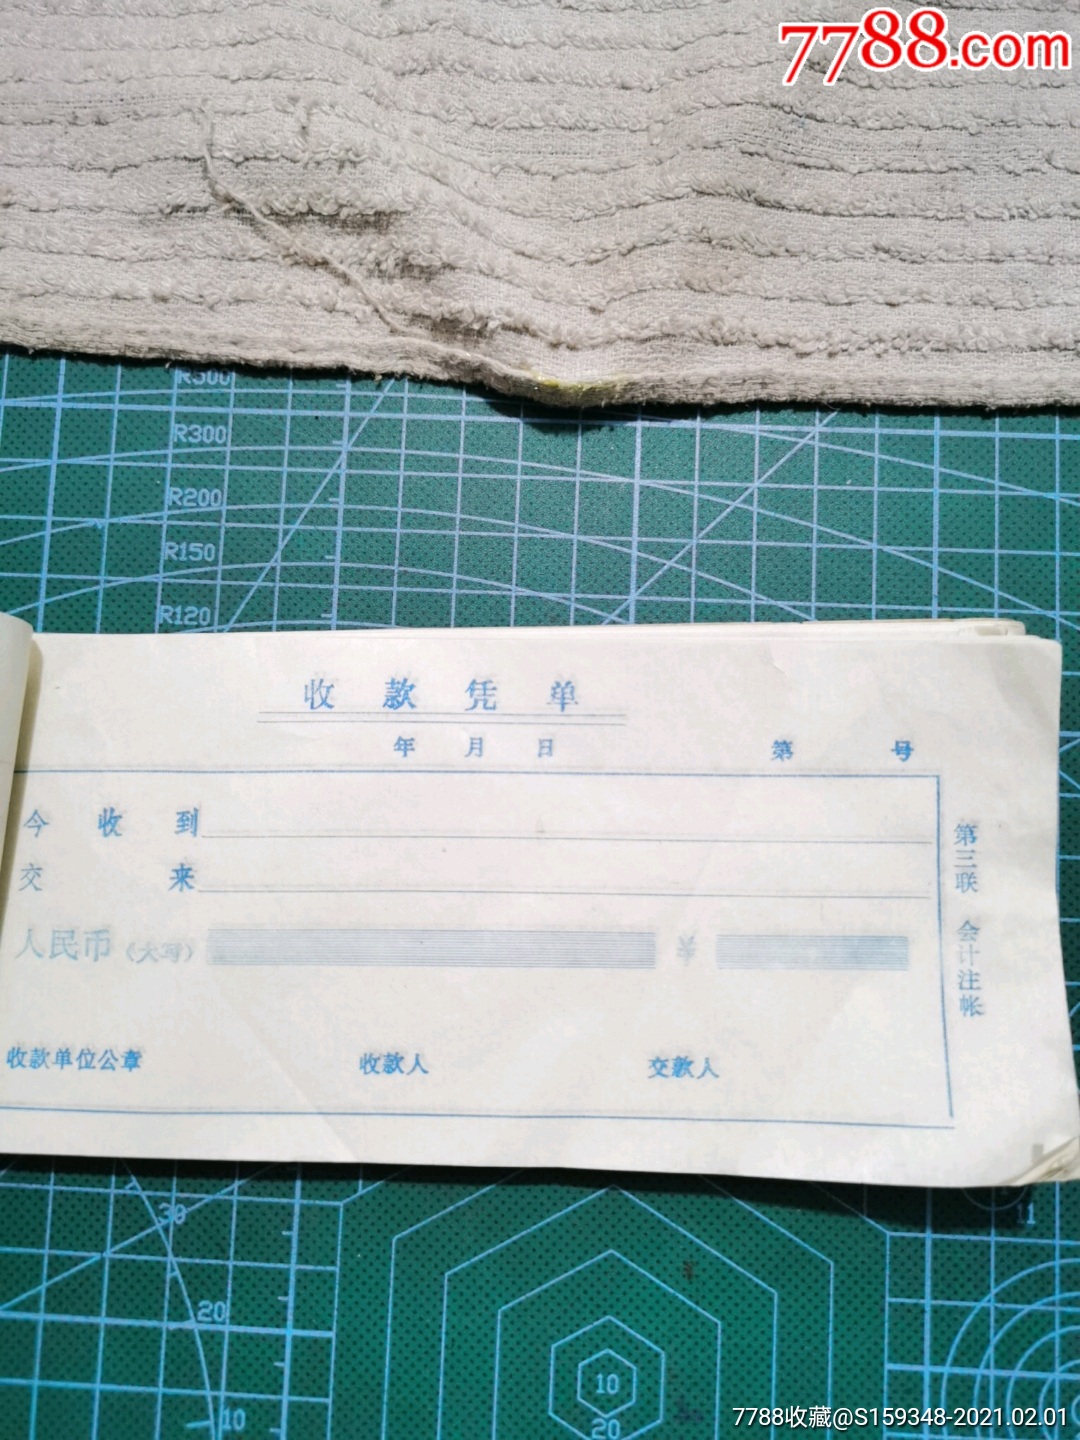 7788.com
R500
R300
R200
R150
R120
收款凭单
年 月 日 第 号
今收到
交来
人民币（大写） ¥
收款单位公章 收款人 交款人
第三联 会计注帐
30
20
10
10
20
11
7788收藏@S159348-2021.02.01